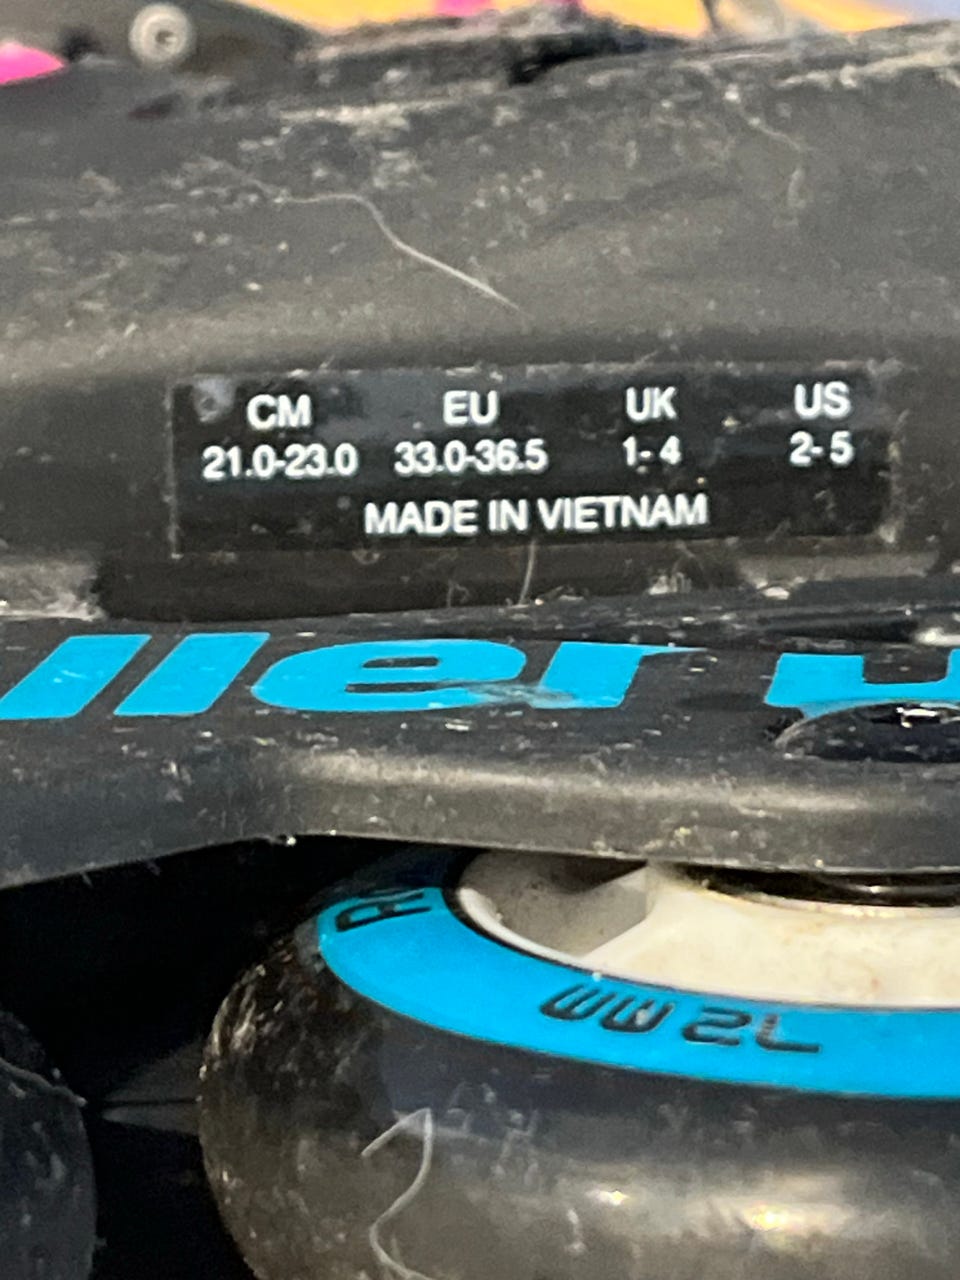 CM EU UK US
21.0-23.0 33.0-36.5 1-4 2-5
MADE IN VIETNAM
ller
72mm